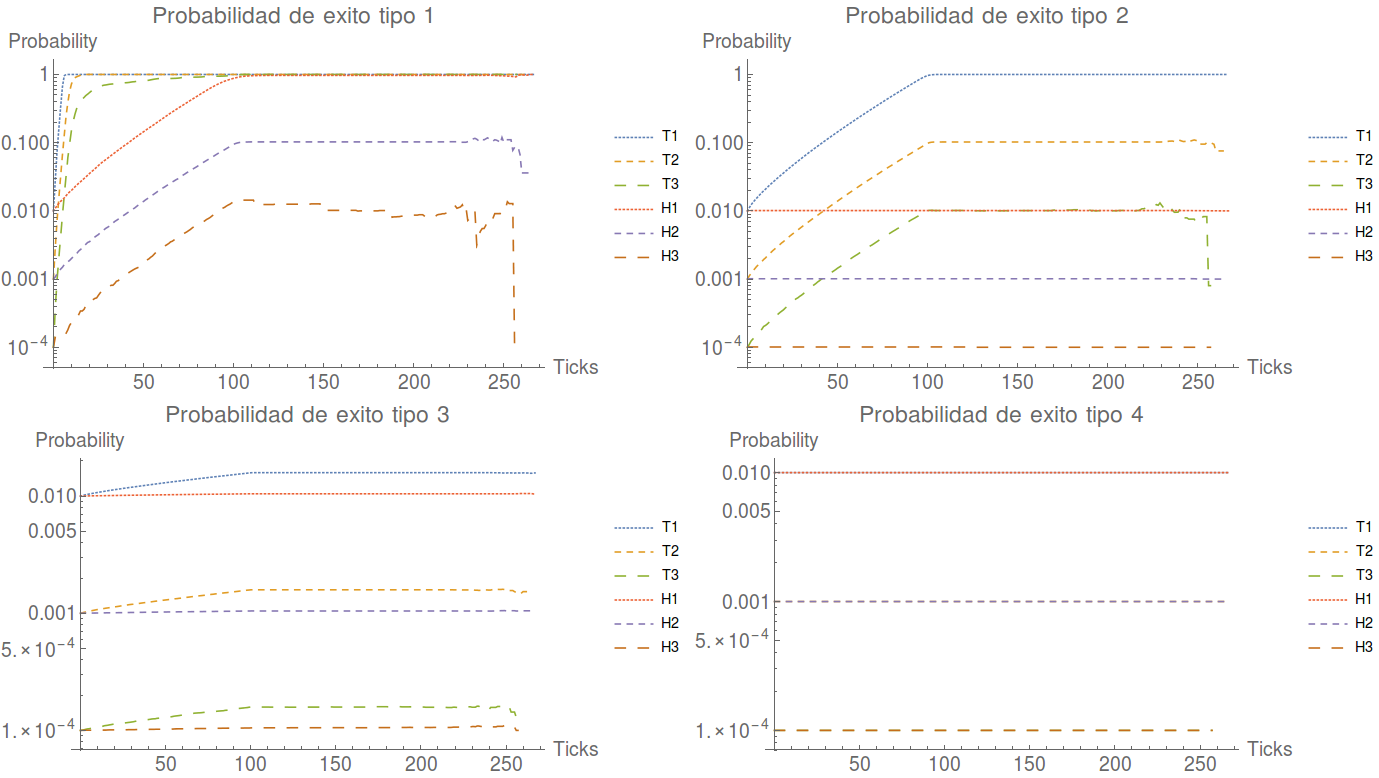 Probabilidad de exito tipo 1
Probability
1
0.100
0.010
0.001
10^-4
50 100 150 200 250
Ticks
T1
T2
T3
H1
H2
H3
Probabilidad de exito tipo 2
Probability
1
0.100
0.010
0.001
10^-4
50 100 150 200 250
Ticks
T1
T2
T3
H1
H2
H3
Probabilidad de exito tipo 3
Probability
0.010
0.005
0.001
5.×10^-4
1.×10^-4
50 100 150 200 250
Ticks
T1
T2
T3
H1
H2
H3
Probabilidad de exito tipo 4
Probability
0.010
0.005
0.001
5.×10^-4
1.×10^-4
50 100 150 200 250
Ticks
T1
T2
T3
H1
H2
H3